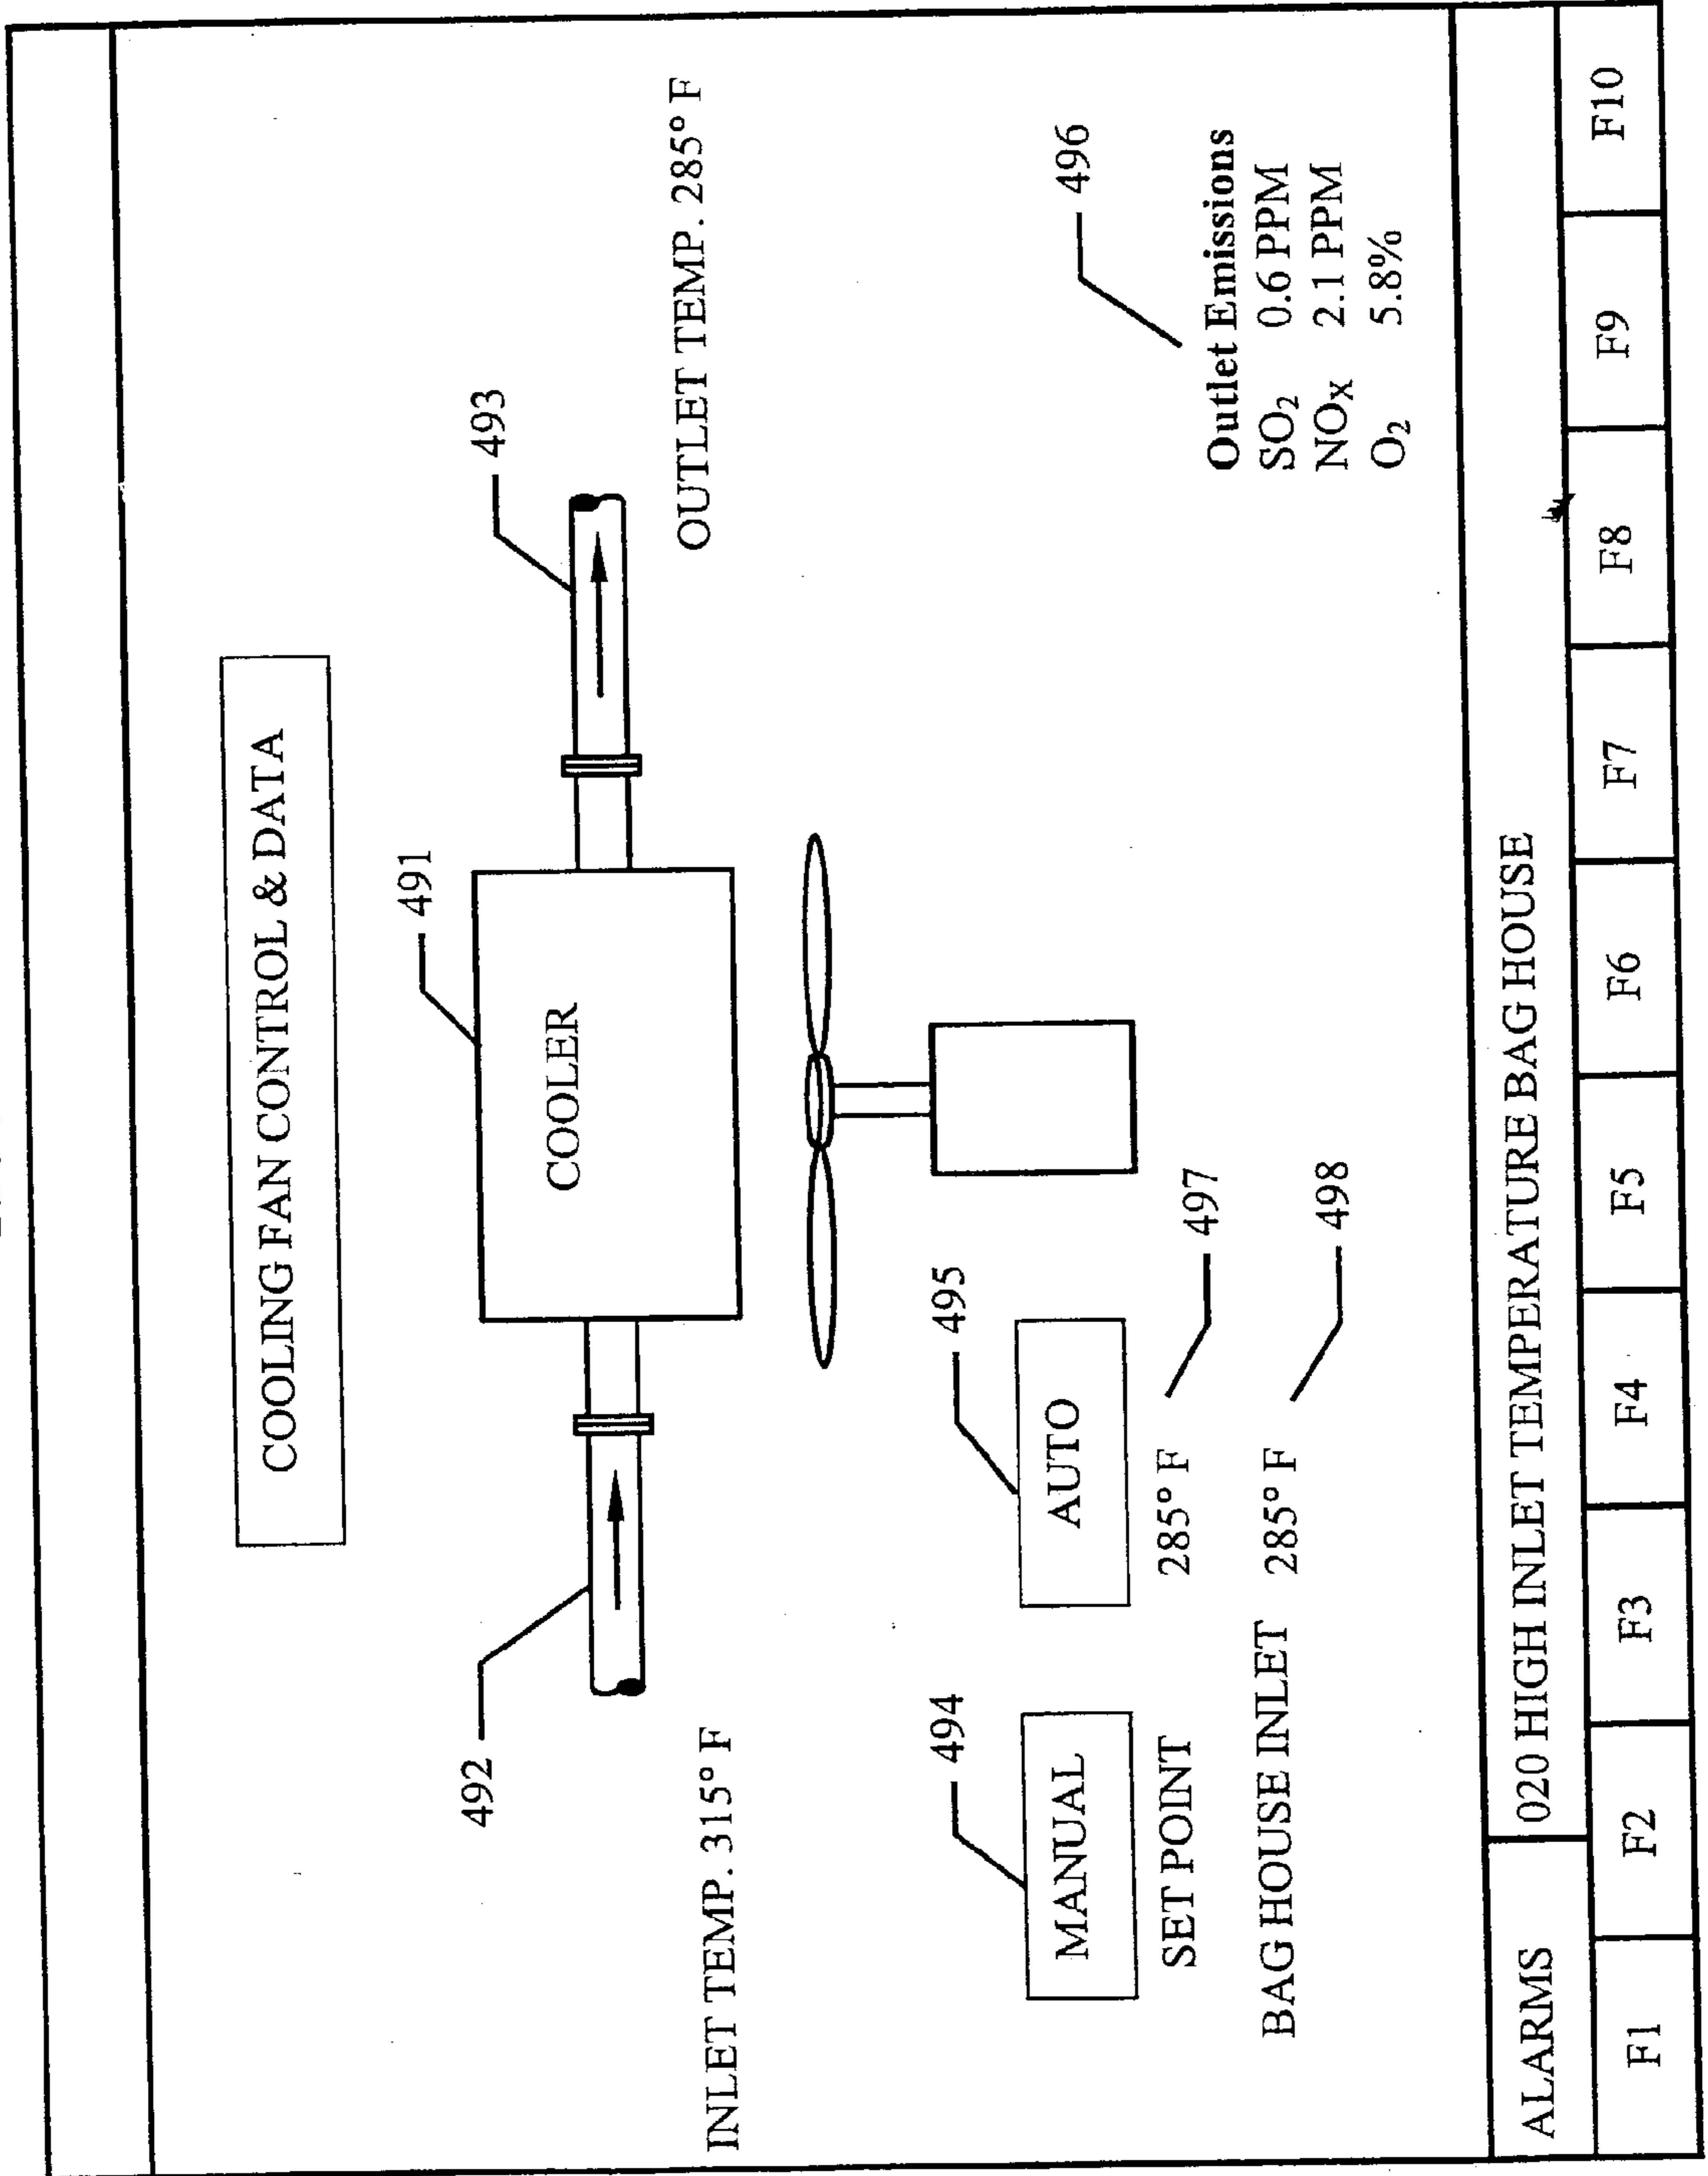 COOLING FAN CONTROL & DATA
491
COOLER
492
493
INLET TEMP. 315° F
OUTLET TEMP. 285° F
494
495
MANUAL
AUTO
SET POINT 285° F
497
BAG HOUSE INLET 285° F
498
496
Outlet Emissions
SO₂ 0.6 PPM
NOₓ 2.1 PPM
O₂ 5.8%
ALARMS 020 HIGH INLET TEMPERATURE BAG HOUSE
F1 F2 F3 F4 F5 F6 F7 F8 F9 F10